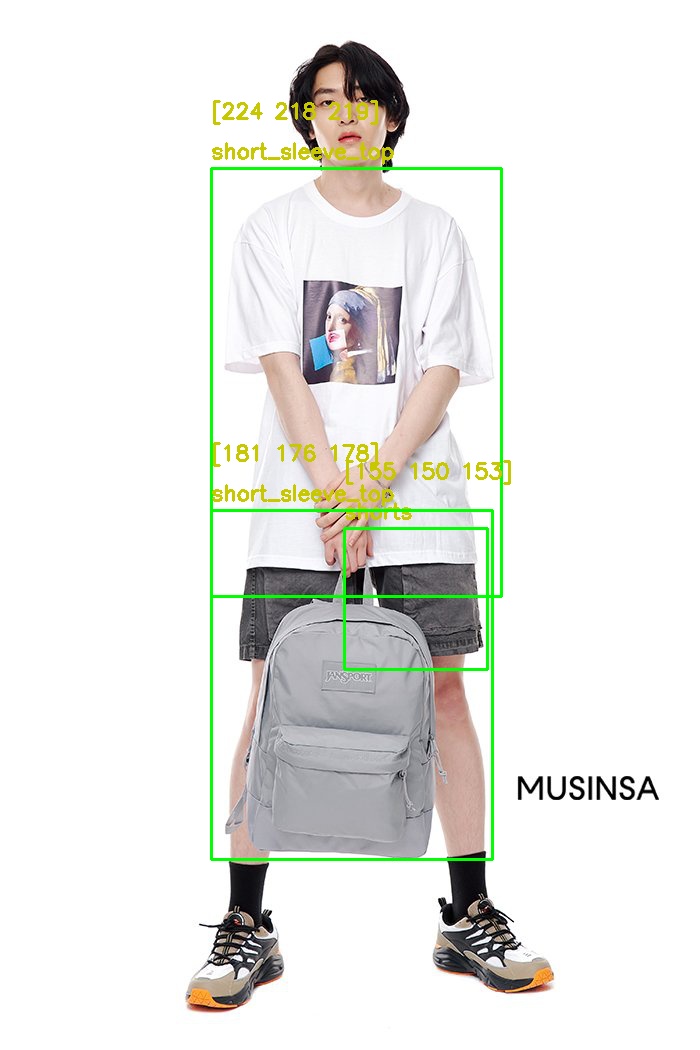 [224 218 219]
short_sleeve_top
[181 176 178]
[155 150 153]
short_sleeve_top
shorts
JANSPORT
MUSINSA